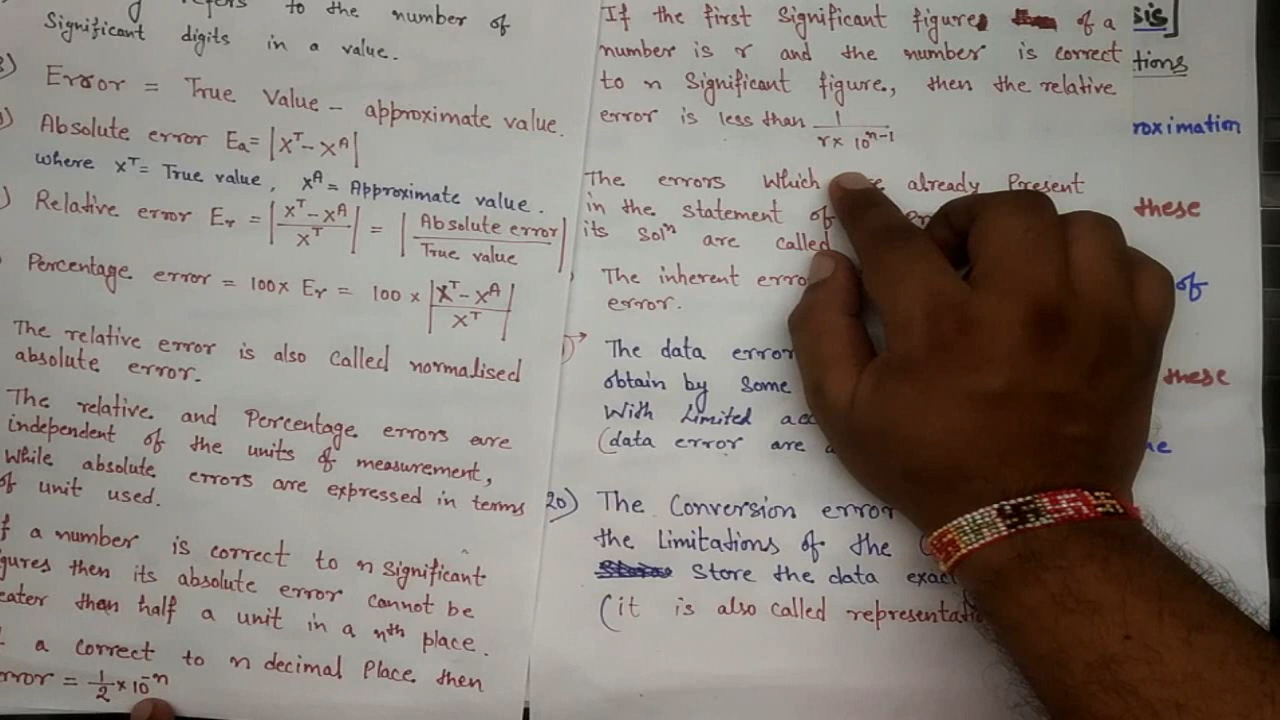 to the number of
Significant digits in a value.
Error = True Value - approximate value.
Absolute error Ea = |X^T - X^A|
where X^T = True value, X^A = Approximate value.
Relative error Er = |X^T - X^A / X^T| = |Absolute error / True value|
Percentage error = 100 x Er = 100 x |X^T - X^A / X^T|
The relative error is also called normalised
absolute error.
The relative and Percentage errors are
independent of the units of measurement,
While absolute errors are expressed in terms
of unit used.
a number is correct to n Significant
then its absolute error cannot be
than half a unit in a nth place.
a correct to n decimal Place then
= 1/2 x 10^-n
If the first Significant figure of a
number is r and the number is correct
to n Significant figure, then the relative
error is less than 1 / r x 10^n-1
The errors Which already Present
in the statement of
its Sol^n are called
The inherent
error.
The data error
obtain by Some
With Limited
(data error are
20) The Conversion error
the Limitations of the
Store the data
(it is also called
sis
tions
roximation
these
of
these